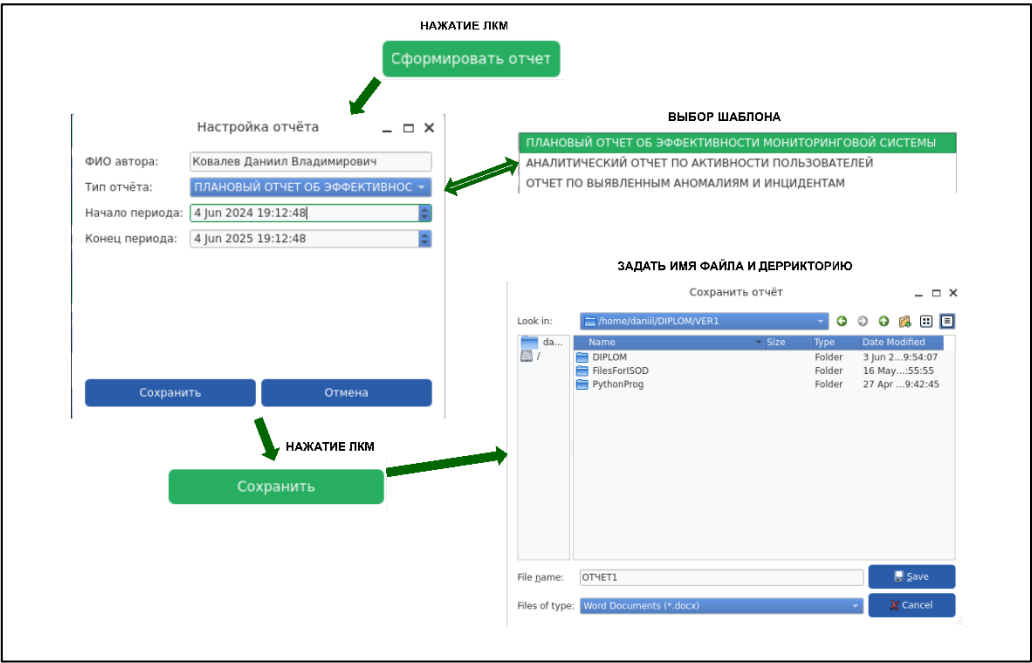 НАЖАТИЕ ЛКМ
Сформировать отчет
Настройка отчёта
ФИО автора: Ковалев Даниил Владимирович
Тип отчёта: ПЛАНОВЫЙ ОТЧЕТ ОБ ЭФФЕКТИВНОС
Начало периода: 4 Jun 2024 19:12:48
Конец периода: 4 Jun 2025 19:12:48
Сохранить Отмена
ВЫБОР ШАБЛОНА
ПЛАНОВЫЙ ОТЧЕТ ОБ ЭФФЕКТИВНОСТИ МОНИТОРИНГОВОЙ СИСТЕМЫ
АНАЛИТИЧЕСКИЙ ОТЧЕТ ПО АКТИВНОСТИ ПОЛЬЗОВАТЕЛЕЙ
ОТЧЕТ ПО ВЫЯВЛЕННЫМ АНОМАЛИЯМ И ИНЦИДЕНТАМ
НАЖАТИЕ ЛКМ
Сохранить
ЗАДАТЬ ИМЯ ФАЙЛА И ДЕРРИКТОРИЮ
Сохранить отчёт
Look in: /home/daniil/DIPLOM/VER1
da...
/
Name Size Type Date Modified
DIPLOM Folder 3 Jun 2...9:54:07
FilesForISOD Folder 16 May...:55:55
PythonProg Folder 27 Apr ...9:42:45
File name: ОТЧЕТ1 Save
Files of type: Word Documents (*.docx) Cancel